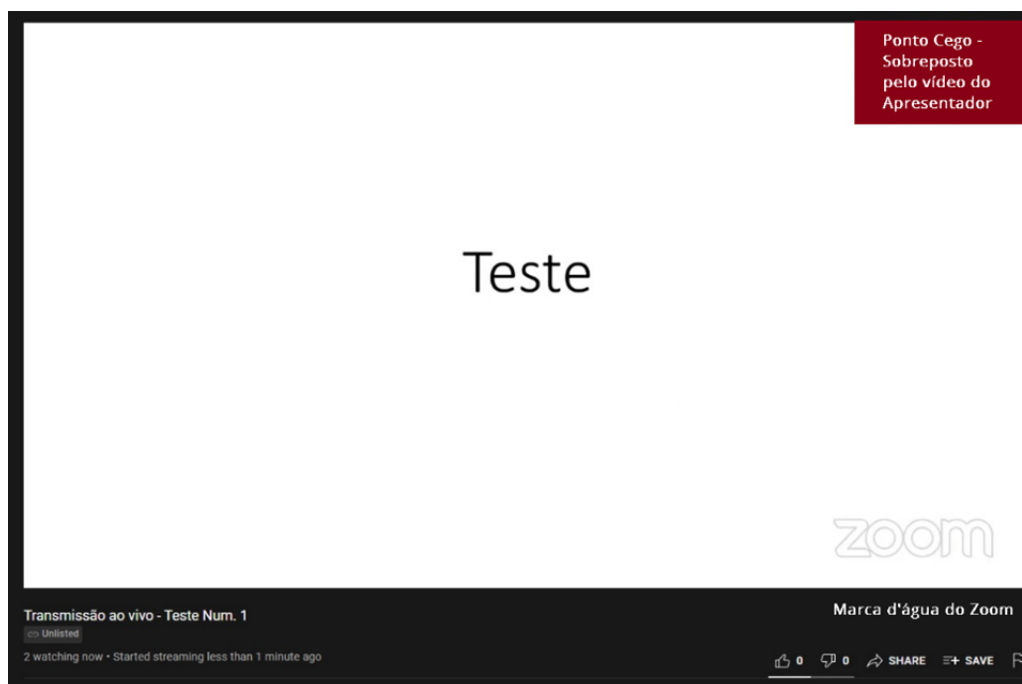 Ponto Cego -
Sobreposto
pelo vídeo do
Apresentador
Teste
zoom
Marca d'água do Zoom
Transmissão ao vivo - Teste Num. 1
Unlisted
2 watching now • Started streaming less than 1 minute ago
0 0 SHARE SAVE